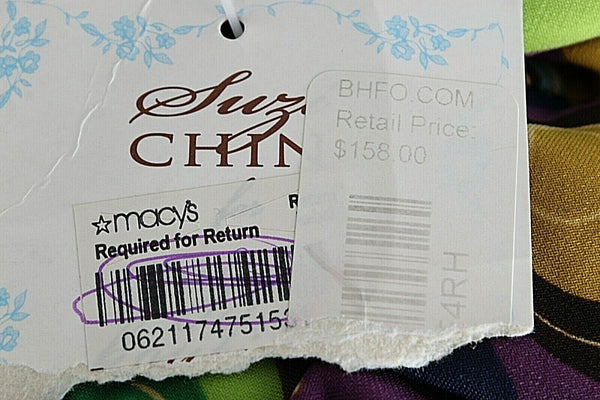 Suz
CHIN
BHFO.COM
Retail Price:
$158.00
macy's
Required for Return
R
062117475153
4RH